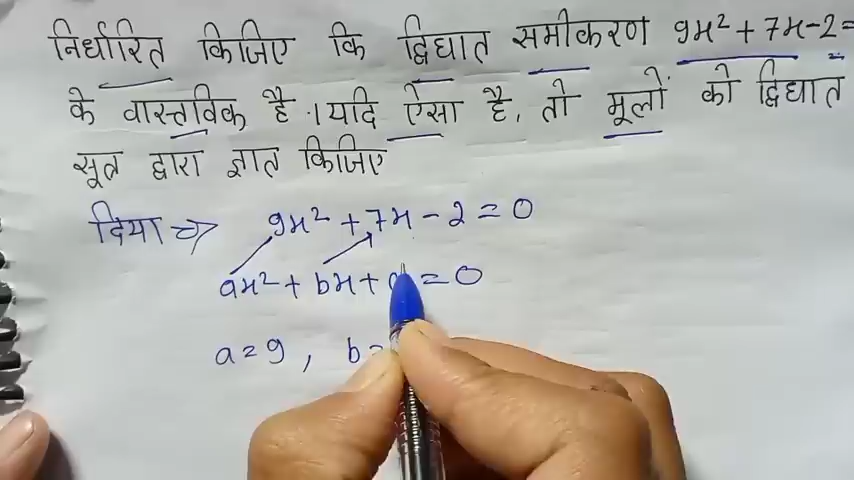 निर्धारित किजिए कि द्विघात समीकरण 9x² + 7x - 2 =
के वास्तविक है । यदि ऐसा है, तो मूलों को द्विघात
सूत्र द्वारा ज्ञात किजिए
दिया => 9x² + 7x - 2 = 0
ax² + bx + = 0
a = 9 , b =